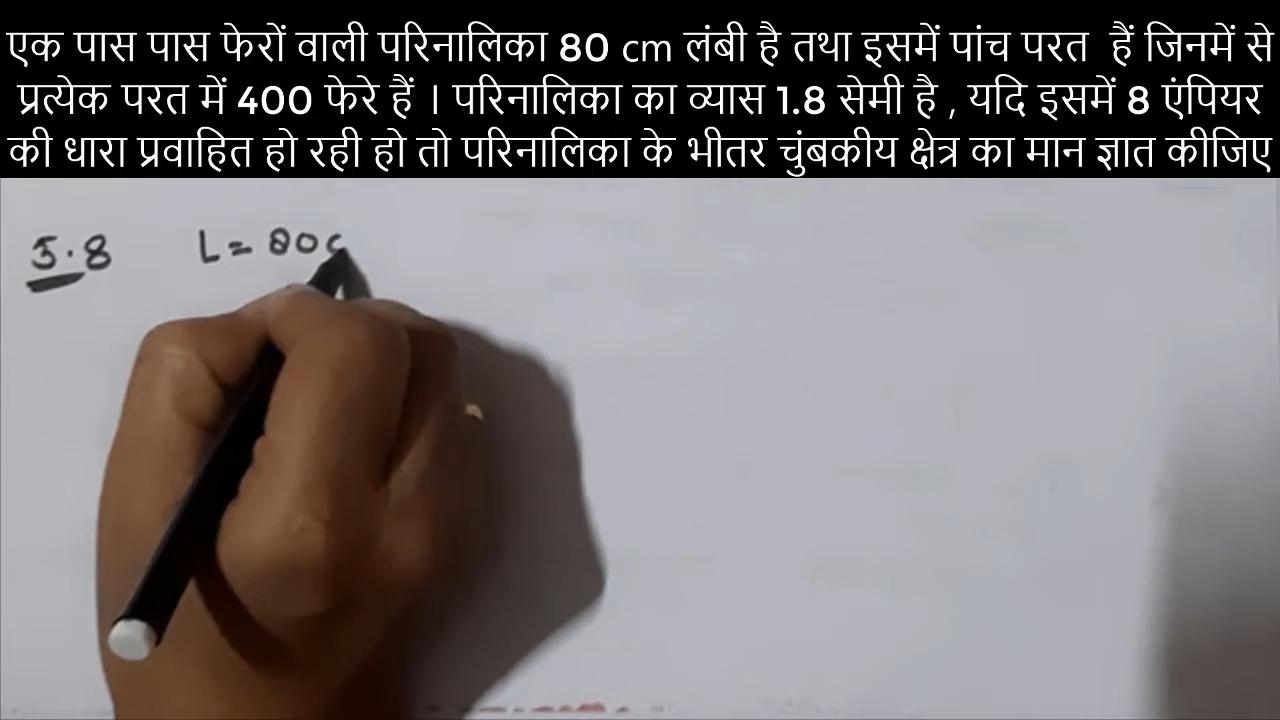 एक पास पास फेरों वाली परिनालिका 80 cm लंबी है तथा इसमें पांच परत हैं जिनमें से
प्रत्येक परत में 400 फेरे हैं । परिनालिका का व्यास 1.8 सेमी है , यदि इसमें 8 एंपियर
की धारा प्रवाहित हो रही हो तो परिनालिका के भीतर चुंबकीय क्षेत्र का मान ज्ञात कीजिए
5.8 L = 80c